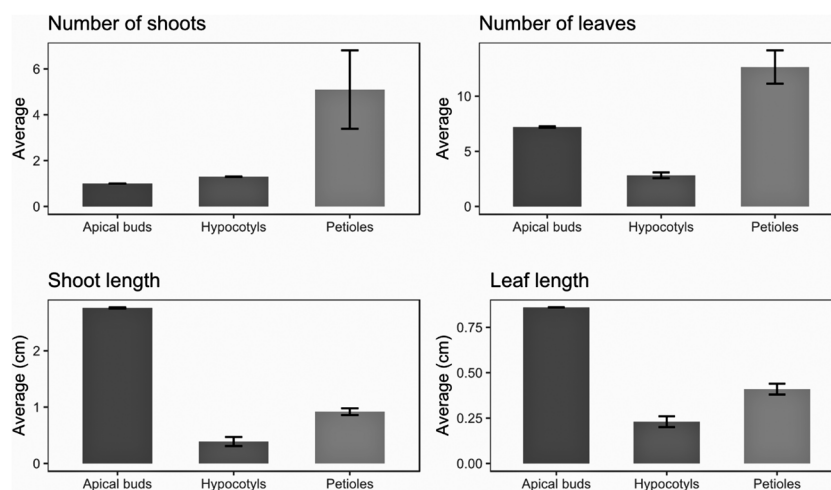 Number of shoots
Average
6
4
2
0
Apical buds
Hypocotyls
Petioles
Number of leaves
Average
10
5
0
Apical buds
Hypocotyls
Petioles
Shoot length
Average (cm)
2
1
0
Apical buds
Hypocotyls
Petioles
Leaf length
Average (cm)
0.75
0.50
0.25
0.00
Apical buds
Hypocotyls
Petioles